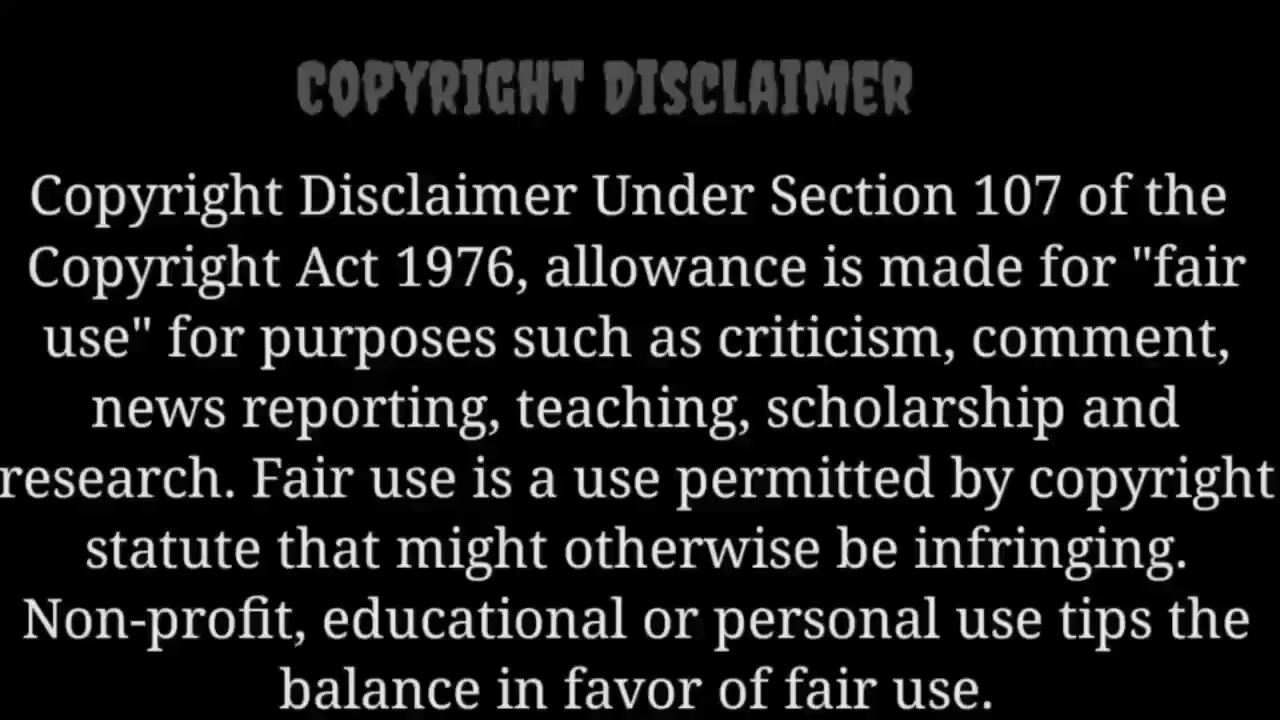 COPYRIGHT DISCLAIMER
Copyright Disclaimer Under Section 107 of the
Copyright Act 1976, allowance is made for "fair
use" for purposes such as criticism, comment,
news reporting, teaching, scholarship and
research. Fair use is a use permitted by copyright
statute that might otherwise be infringing.
Non-profit, educational or personal use tips the
balance in favor of fair use.